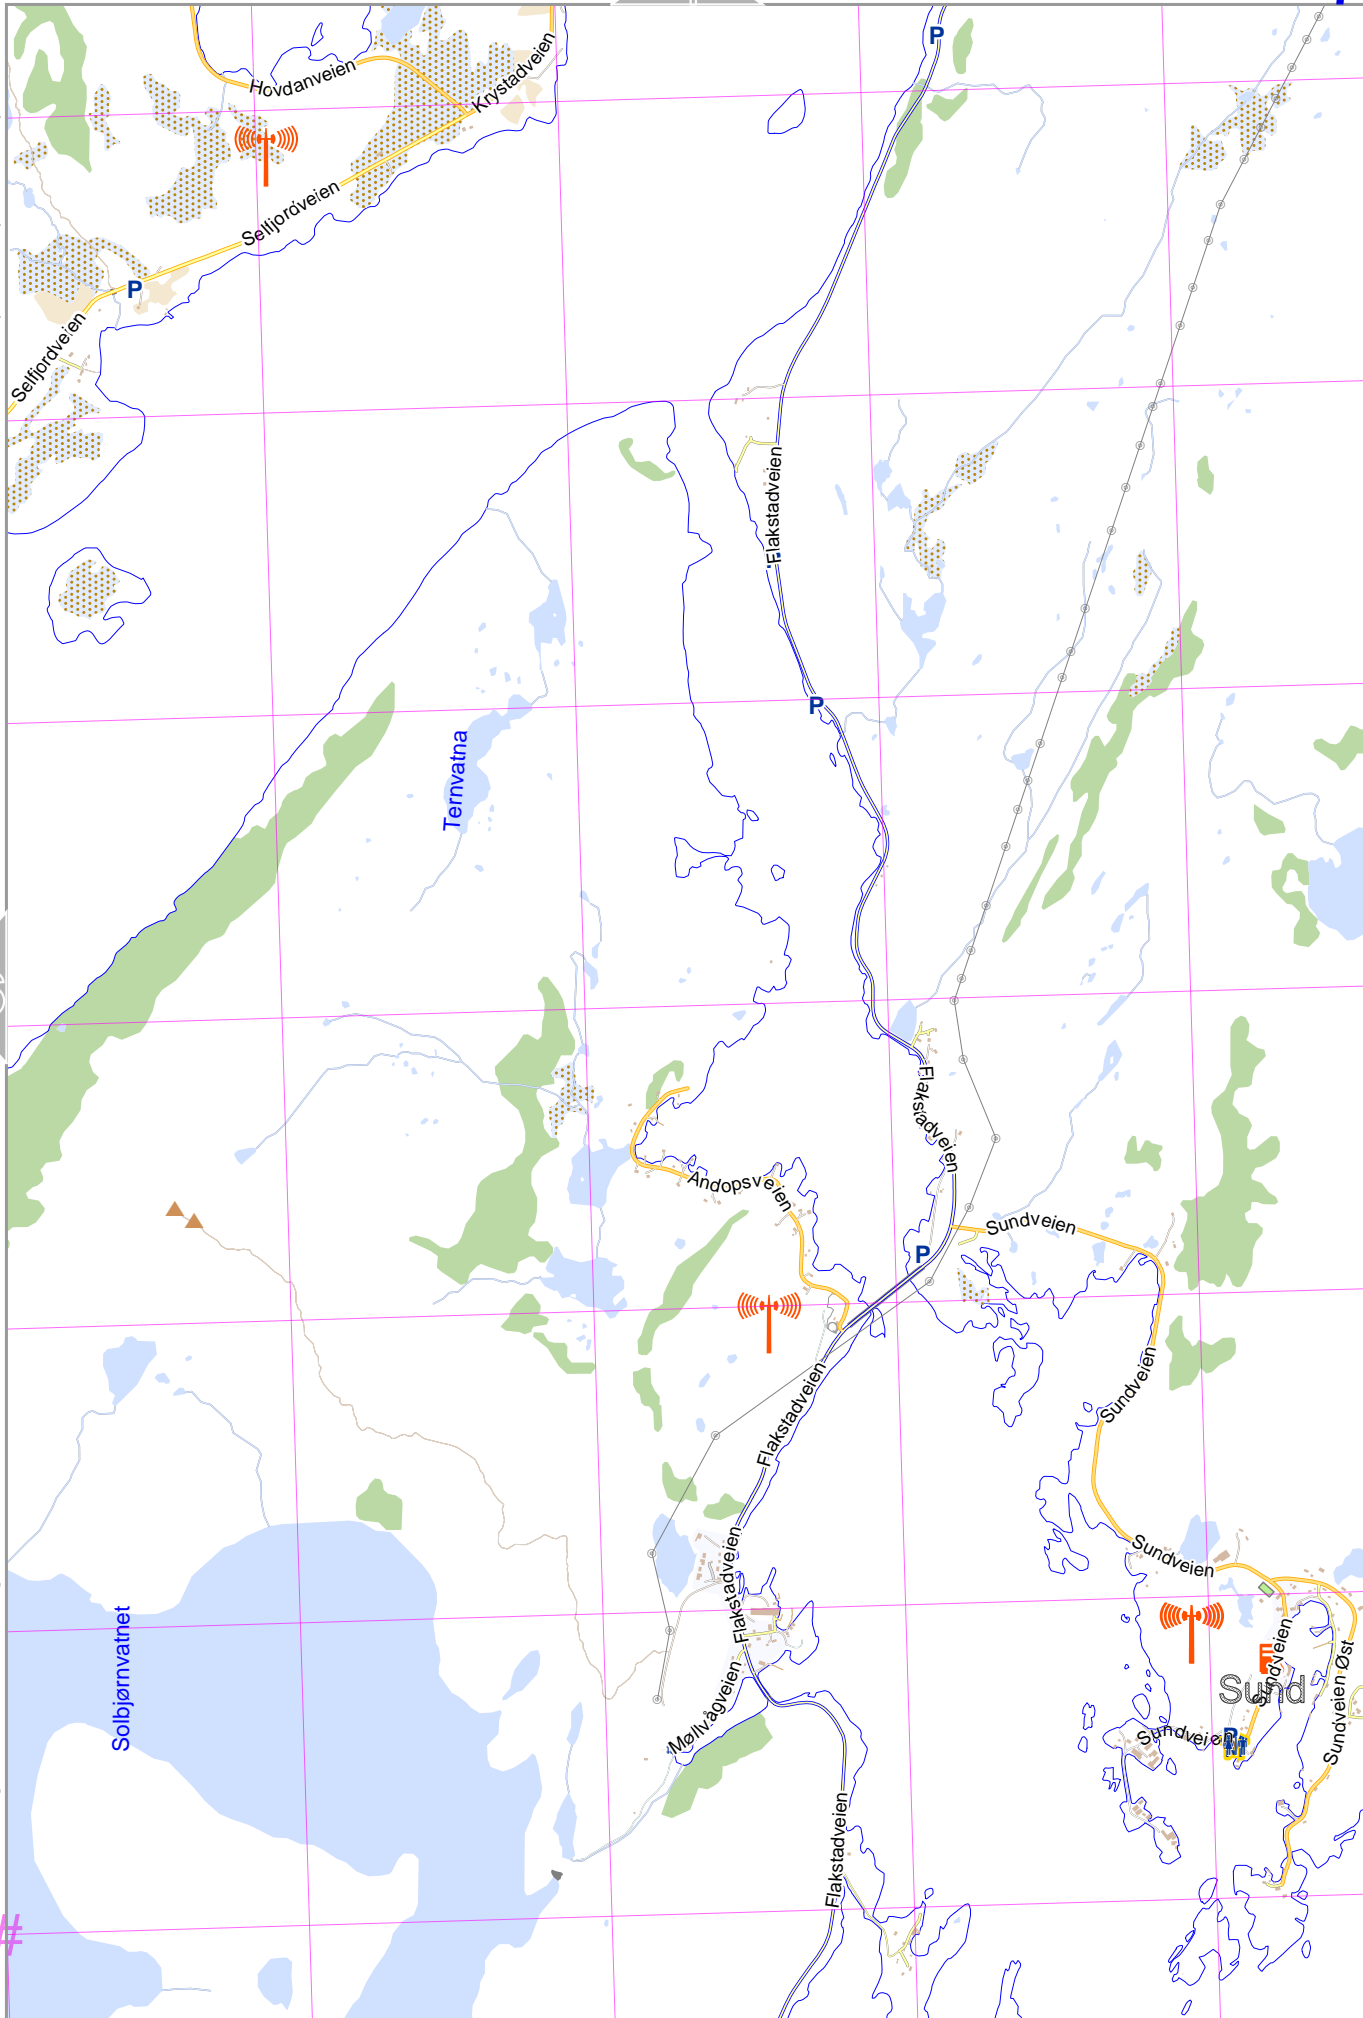 P
Hovdanveien
Krystadveien
Selfjordveien
P
Selfjordveien
Flakstadveien
P
Ternvatna
Flakstadveien
Andopsveien
Sundveien
P
Sundveien
Flakstadveien
Sundveien
Flakstadveien
Solbjørnvatnet
Sundveien
Sund
Sundveien Øst
Møllvågveien
Sundveien
P
Flakstadveien
#